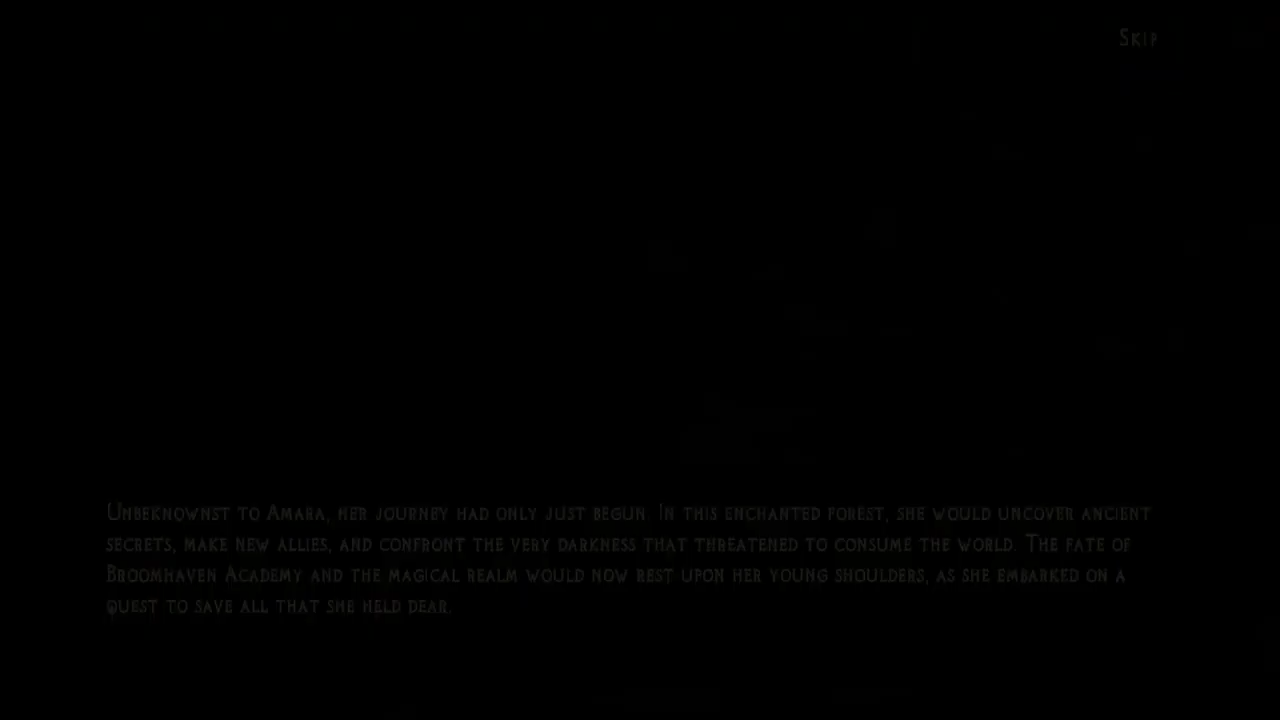 Skip
Unbeknownst to Amara, her journey had only just begun. In this enchanted forest, she would uncover ancient
secrets, make new allies, and confront the very darkness that threatened to consume the world. The fate of
Broomhaven Academy and the magical realm would now rest upon her young shoulders, as she embarked on a
quest to save all that she held dear.